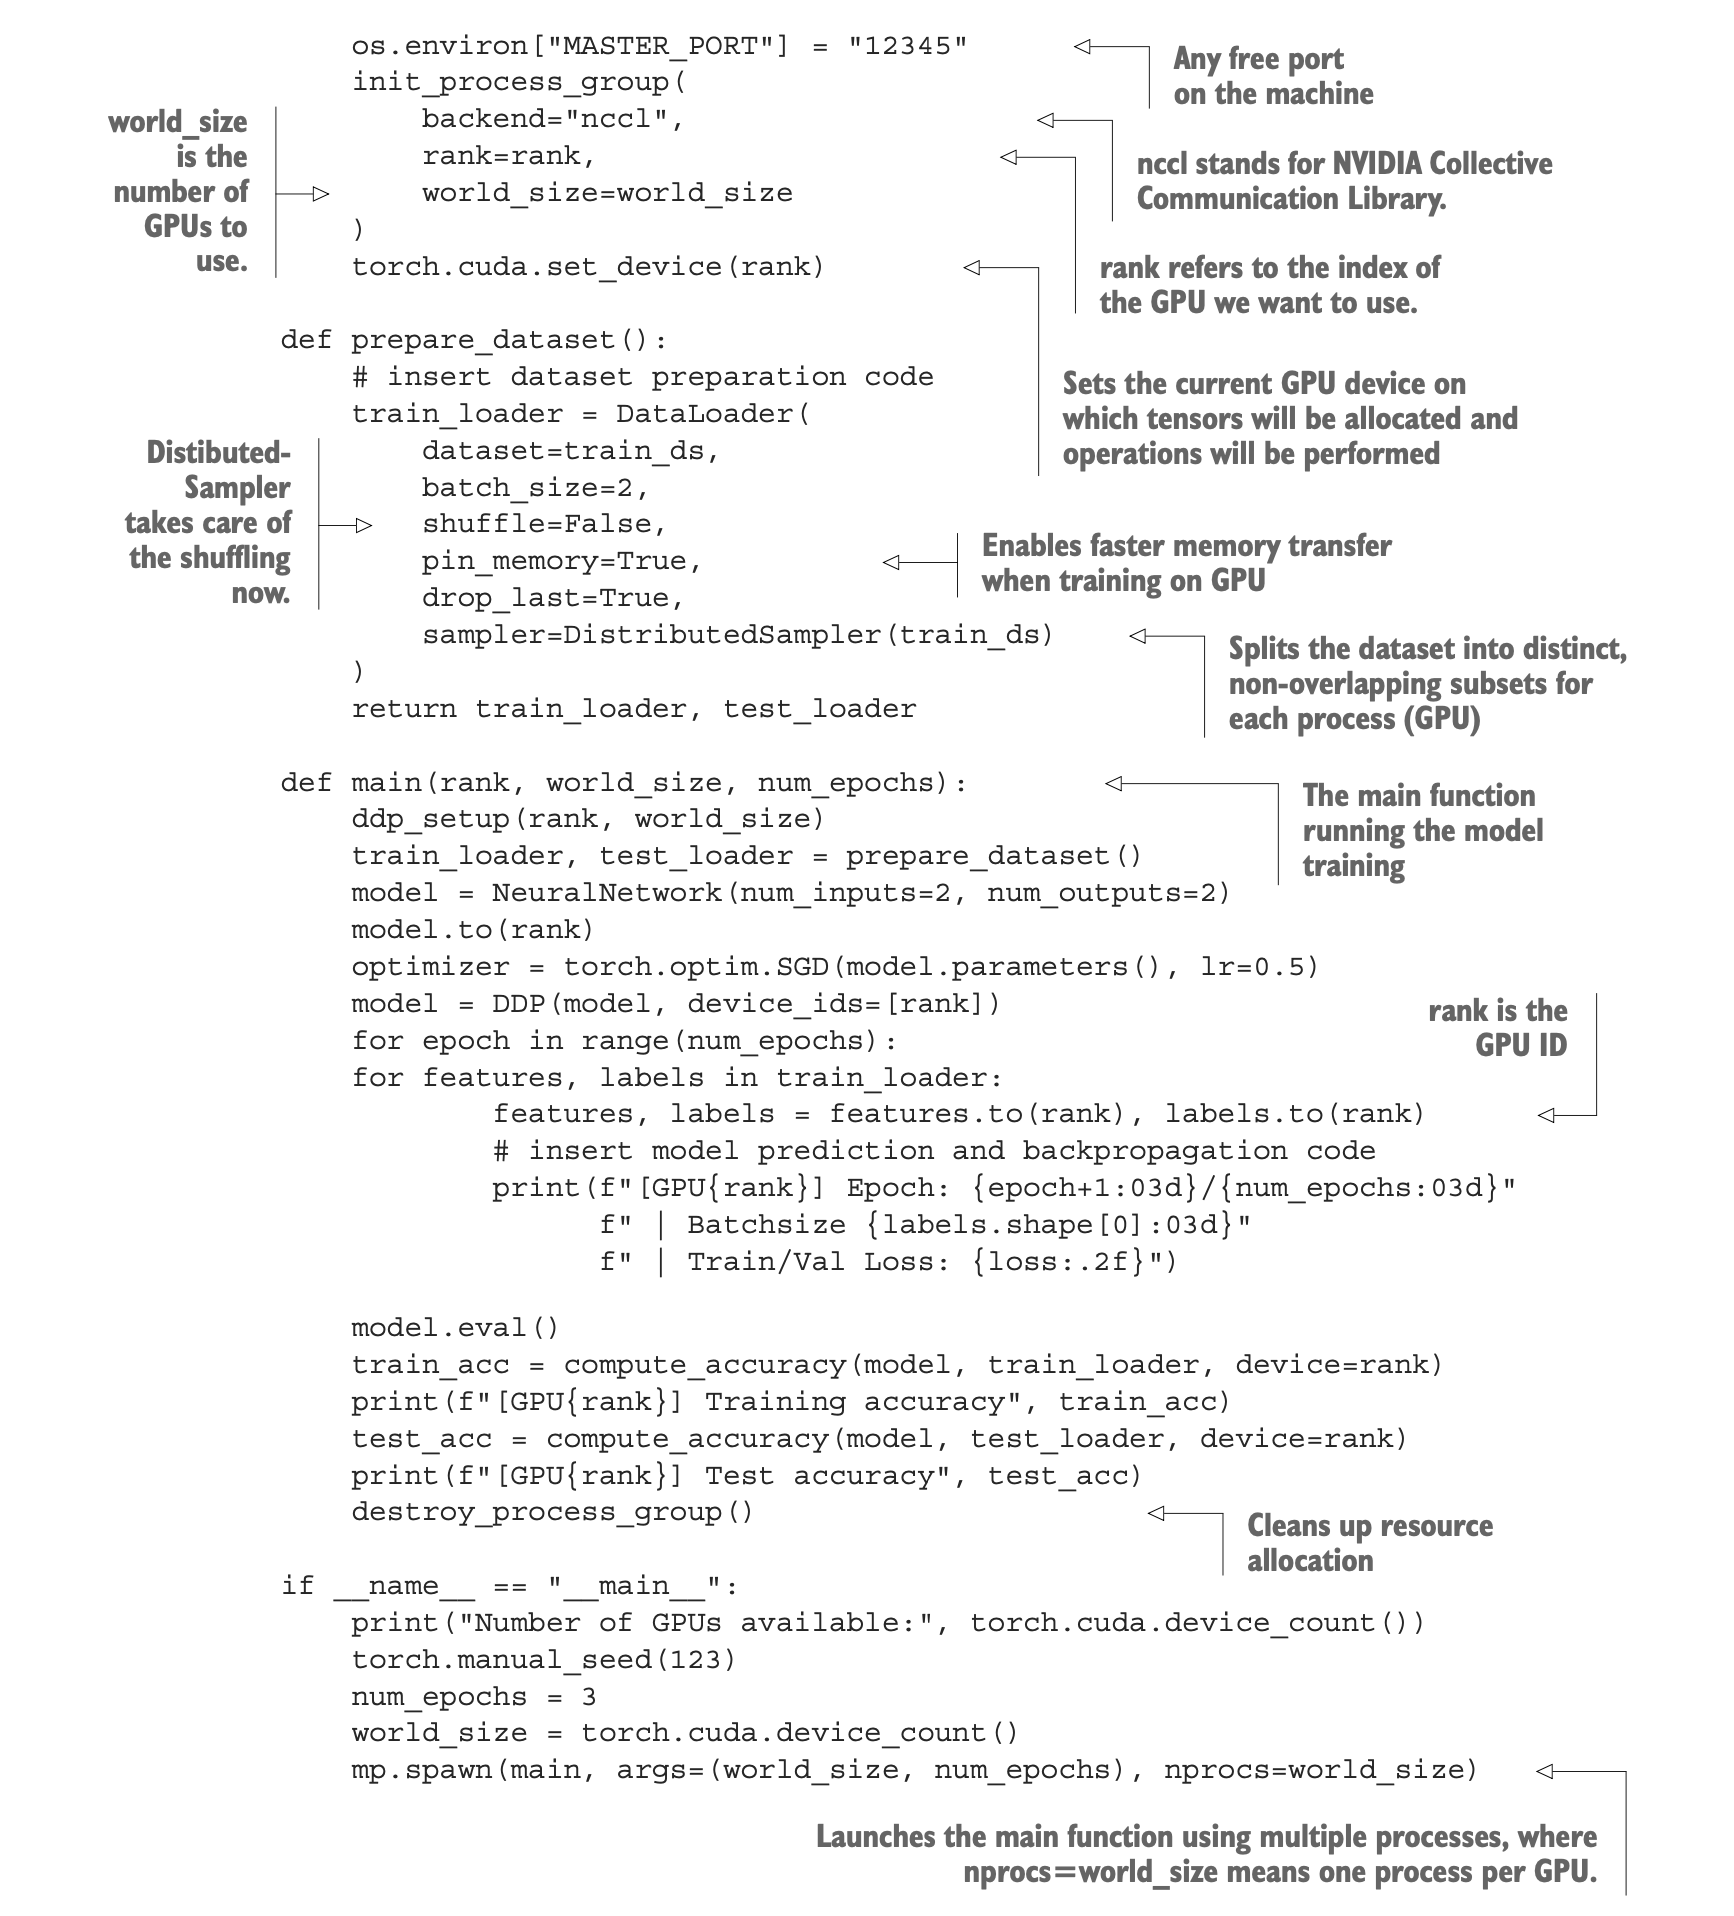 os.environ["MASTER_PORT"] = "12345"
Any free port
on the machine
init_process_group(
backend="nccl",
nccl stands for NVIDIA Collective
Communication Library.
rank=rank,
rank refers to the index of
the GPU we want to use.
world_size
is the
number of
GPUs to
use.
world_size=world_size
)
torch.cuda.set_device(rank)
Sets the current GPU device on
which tensors will be allocated and
operations will be performed
def prepare_dataset():
# insert dataset preparation code
train_loader = DataLoader(
dataset=train_ds,
batch_size=2,
Distibuted-
Sampler
takes care of
the shuffling
now.
shuffle=False,
pin_memory=True,
Enables faster memory transfer
when training on GPU
drop_last=True,
sampler=DistributedSampler(train_ds)
Splits the dataset into distinct,
non-overlapping subsets for
each process (GPU)
)
return train_loader, test_loader
def main(rank, world_size, num_epochs):
The main function
running the model
training
ddp_setup(rank, world_size)
train_loader, test_loader = prepare_dataset()
model = NeuralNetwork(num_inputs=2, num_outputs=2)
model.to(rank)
optimizer = torch.optim.SGD(model.parameters(), lr=0.5)
model = DDP(model, device_ids=[rank])
for epoch in range(num_epochs):
for features, labels in train_loader:
rank is the
GPU ID
features, labels = features.to(rank), labels.to(rank)
# insert model prediction and backpropagation code
print(f"[GPU{rank}] Epoch: {epoch+1:03d}/{num_epochs:03d}"
f" | Batchsize {labels.shape[0]:03d}"
f" | Train/Val Loss: {loss:.2f}")
model.eval()
train_acc = compute_accuracy(model, train_loader, device=rank)
print(f"[GPU{rank}] Training accuracy", train_acc)
test_acc = compute_accuracy(model, test_loader, device=rank)
print(f"[GPU{rank}] Test accuracy", test_acc)
destroy_process_group()
Cleans up resource
allocation
if __name__ == "__main__":
print("Number of GPUs available:", torch.cuda.device_count())
torch.manual_seed(123)
num_epochs = 3
world_size = torch.cuda.device_count()
mp.spawn(main, args=(world_size, num_epochs), nprocs=world_size)
Launches the main function using multiple processes, where
nprocs=world_size means one process per GPU.